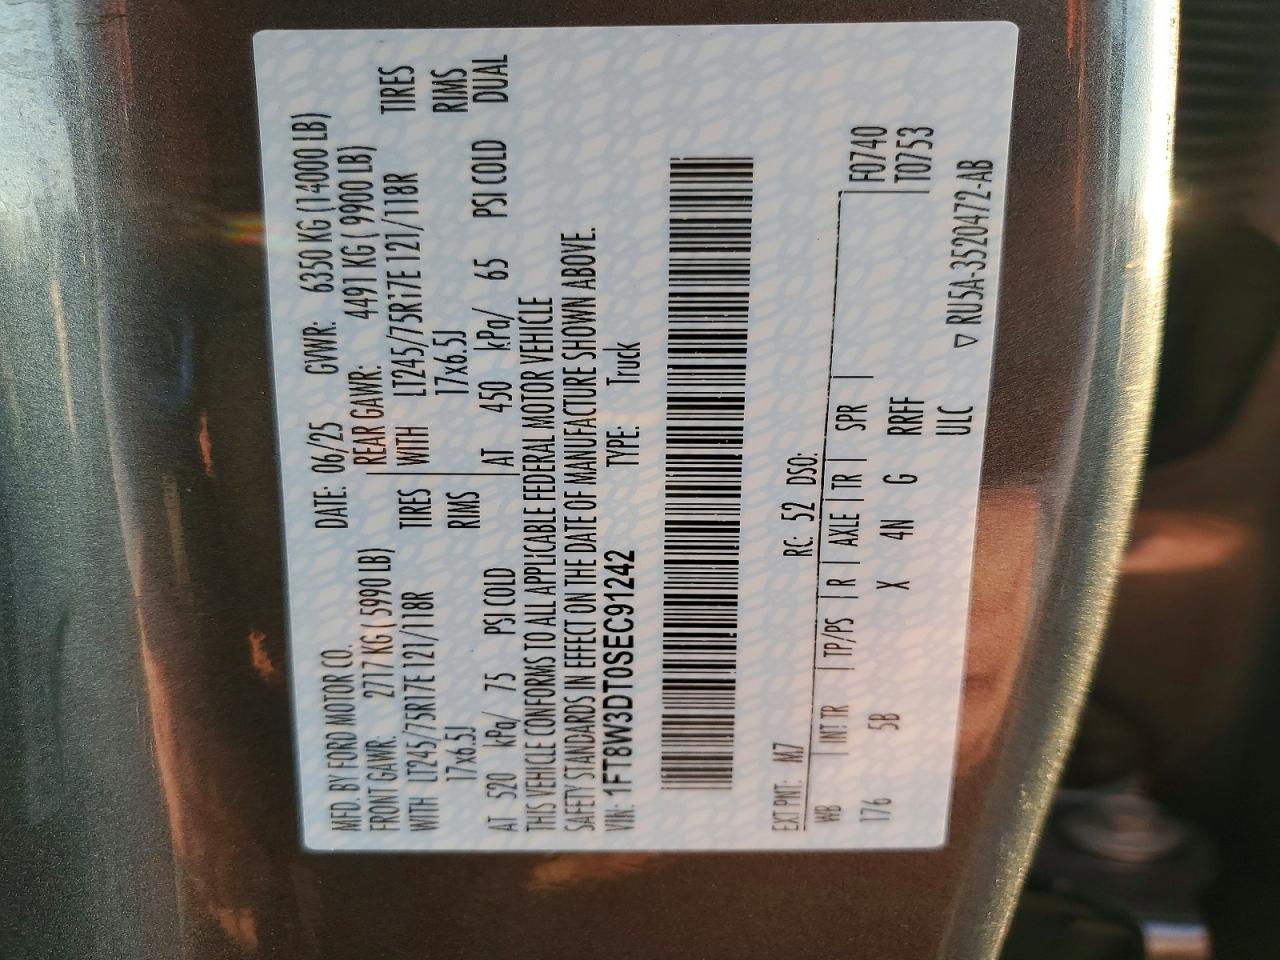 MFD. BY FORD MOTOR CO. DATE: 06/25 GVWR: 6350 KG (14000 LB)
FRONT GAWR: 2717 KG ( 5990 LB) REAR GAWR: 4491 KG ( 9900 LB)
WITH LT245/75R17E 121/118R TIRES WITH LT245/75R17E 121/118R TIRES
17x6.5J RIMS 17x6.5J RIMS
AT 520 kPa/ 75 PSI COLD AT 450 kPa/ 65 PSI COLD DUAL
THIS VEHICLE CONFORMS TO ALL APPLICABLE FEDERAL MOTOR VEHICLE
SAFETY STANDARDS IN EFFECT ON THE DATE OF MANUFACTURE SHOWN ABOVE.
VIN: 1FT8W3DT0SEC91242 TYPE: Truck
EXT PNT: M7 RC: 52 DSO:
WB INT TR TP/PS R AXLE TR SPR F0740
176 5B X 4N G RRFF T0753
ULC ▽ RU5A-3520472-AB